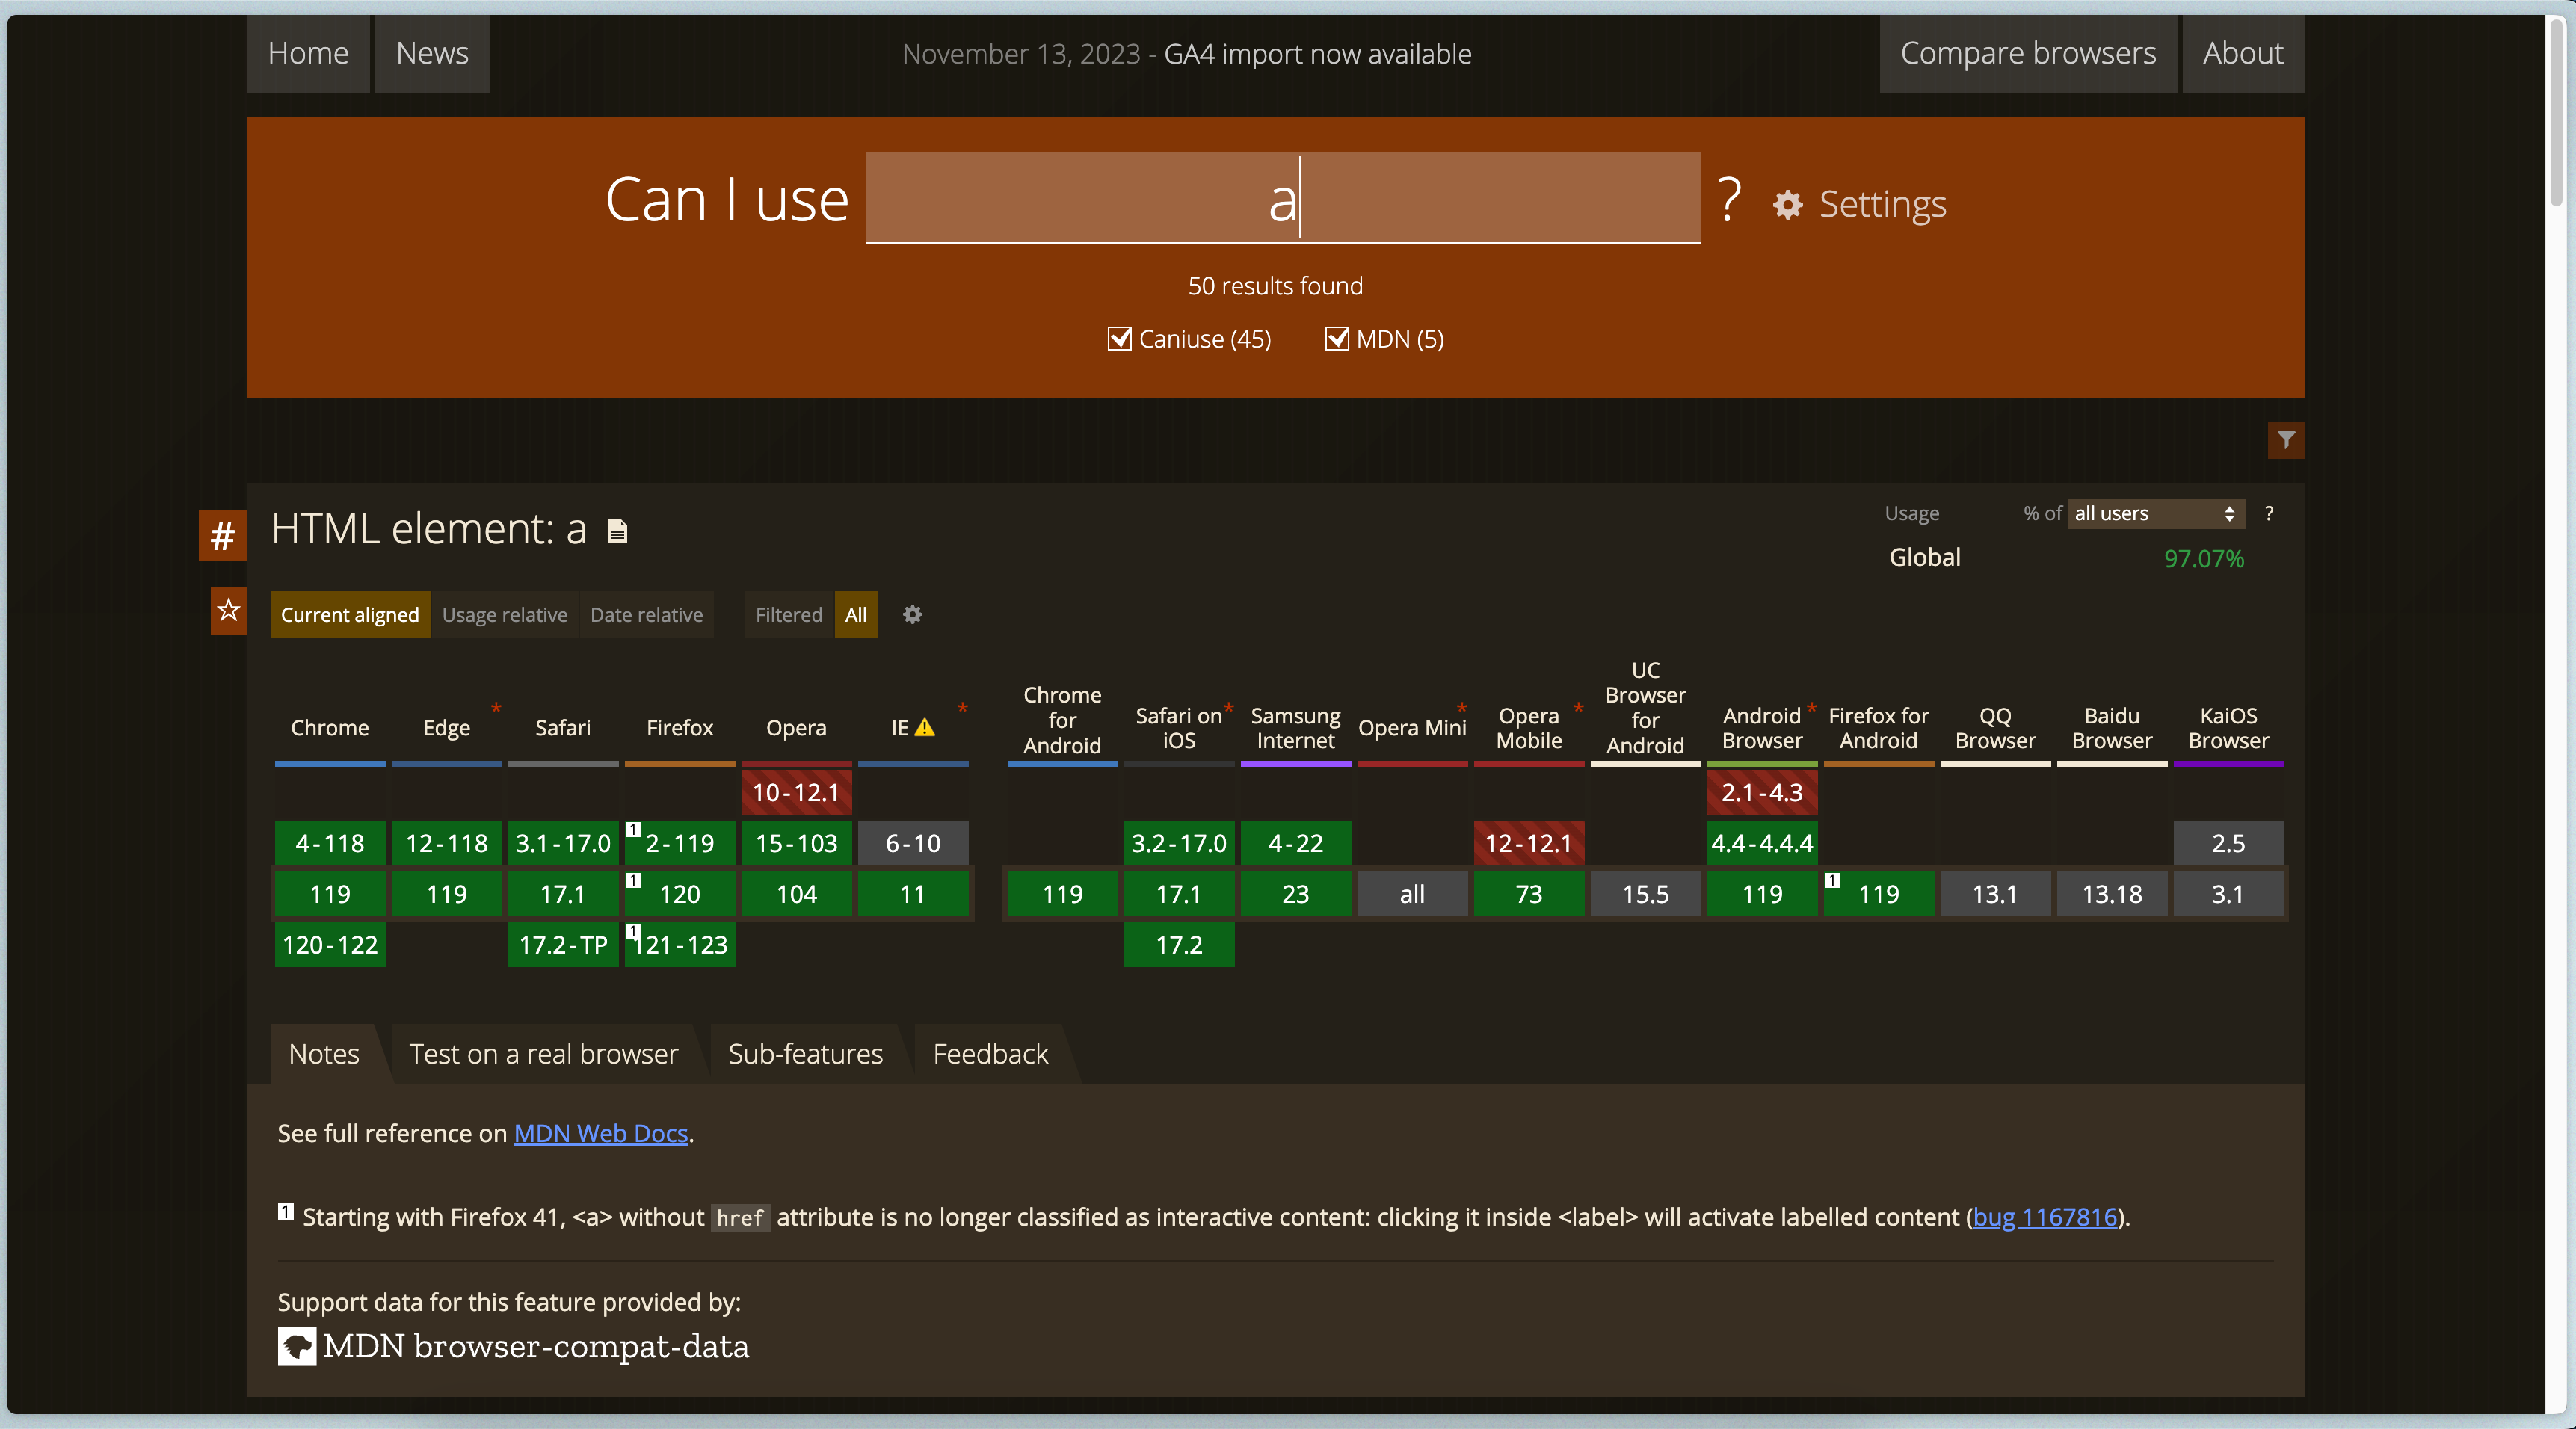 Home News November 13, 2023 - GA4 import now available Compare browsers About
Can I use a ? Settings
50 results found
Caniuse (45) MDN (5)
# HTML element: a
Usage % of all users ?
Global 97.07%
Current aligned Usage relative Date relative Filtered All
Chrome
Edge *
Safari
Firefox
Opera
IE *
Chrome for Android
Safari on iOS *
Samsung Internet
Opera Mini *
Opera Mobile *
UC Browser for Android
Android Browser *
Firefox for Android
QQ Browser
Baidu Browser
KaiOS Browser
10-12.1 2.1-4.3
4-118 12-118 3.1-17.0 1 2-119 15-103 6-10 3.2-17.0 4-22 12-12.1 4.4-4.4.4 2.5
119 119 17.1 1 120 104 11 119 17.1 23 all 73 15.5 119 1 119 13.1 13.18 3.1
120-122 17.2-TP 1 121-123 17.2
Notes Test on a real browser Sub-features Feedback
See full reference on MDN Web Docs.
1 Starting with Firefox 41, <a> without href attribute is no longer classified as interactive content: clicking it inside <label> will activate labelled content (bug 1167816).
Support data for this feature provided by:
MDN browser-compat-data